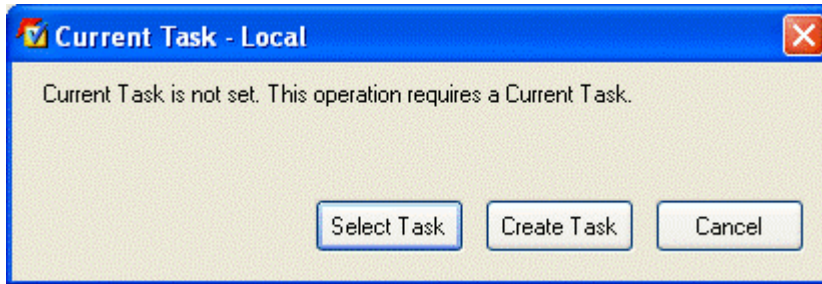 Current Task - Local
Current Task is not set. This operation requires a Current Task.
Select Task
Create Task
Cancel